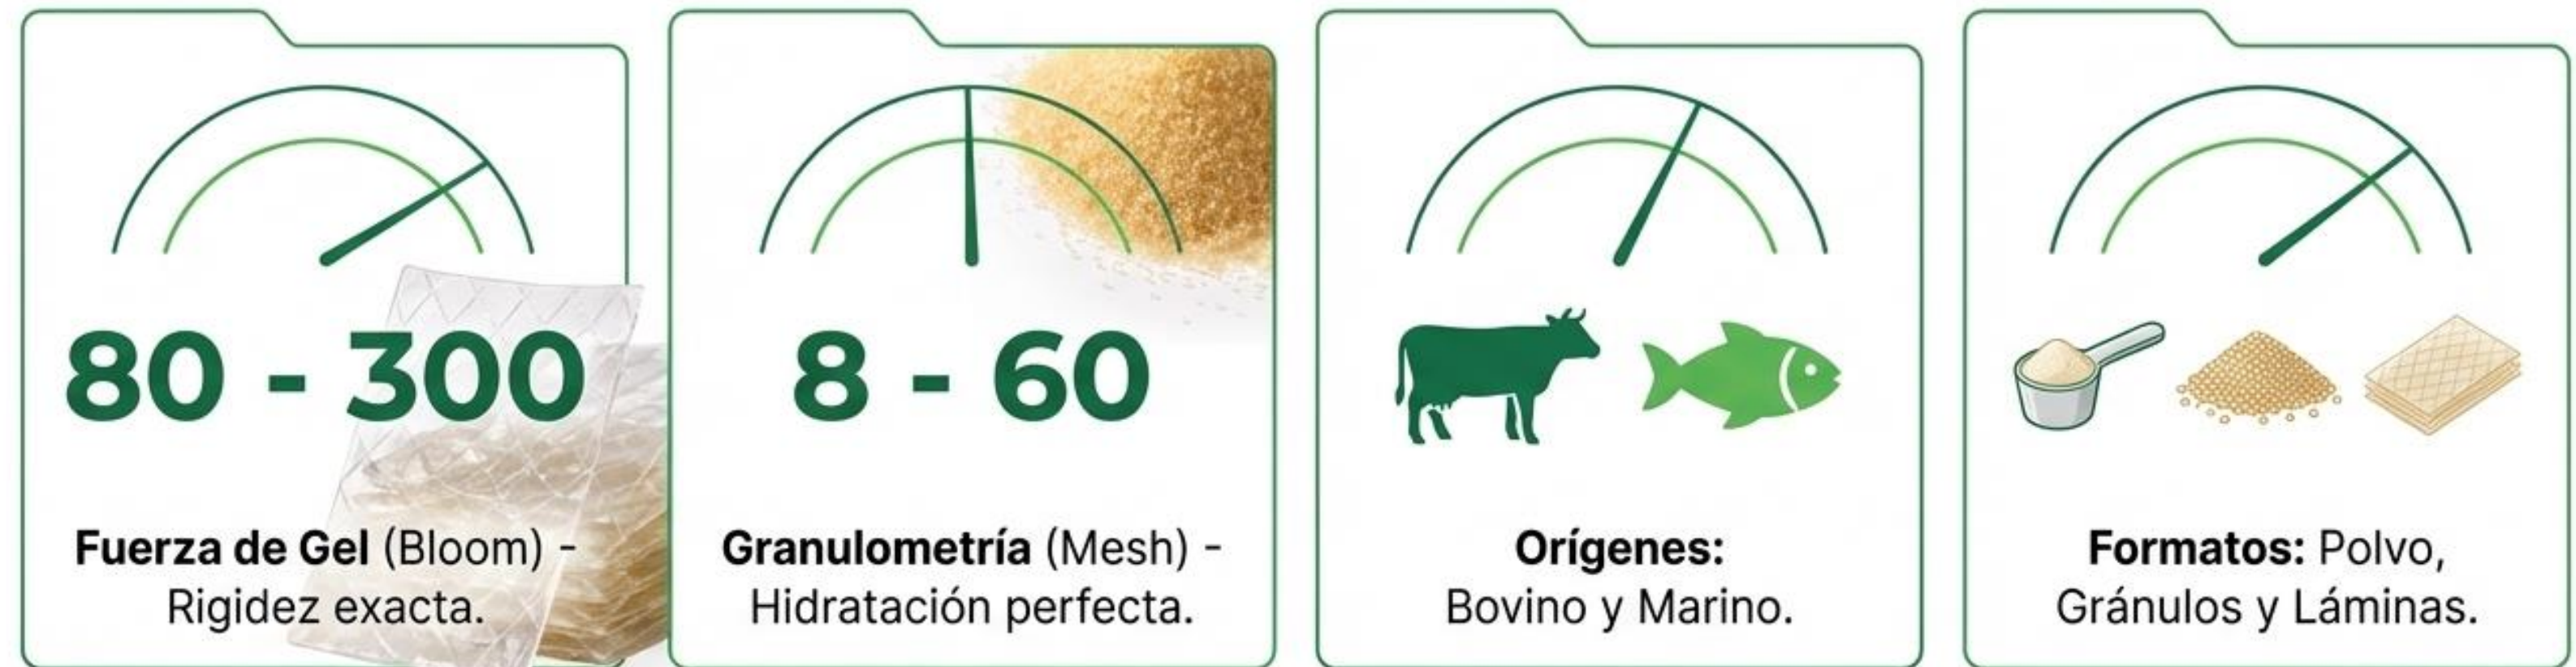 80 - 300
Fuerza de Gel (Bloom) -
Rigidez exacta.
8 - 60
Granulometría (Mesh) -
Hidratación perfecta.
Orígenes:
Bovino y Marino.
Formatos: Polvo,
Gránulos y Láminas.